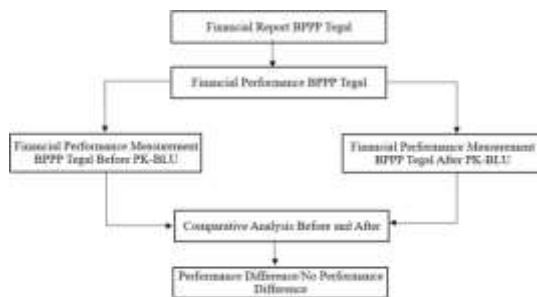 Financial Report BPPP Tegal
Financial Performance BPPP Tegal
Financial Performance Measurement
BPPP Tegal Before PK-BLU
Financial Performance Measurement
BPPP Tegal After PK-BLU
Comparative Analysis Before and After
Performance Difference/No Performance
Difference